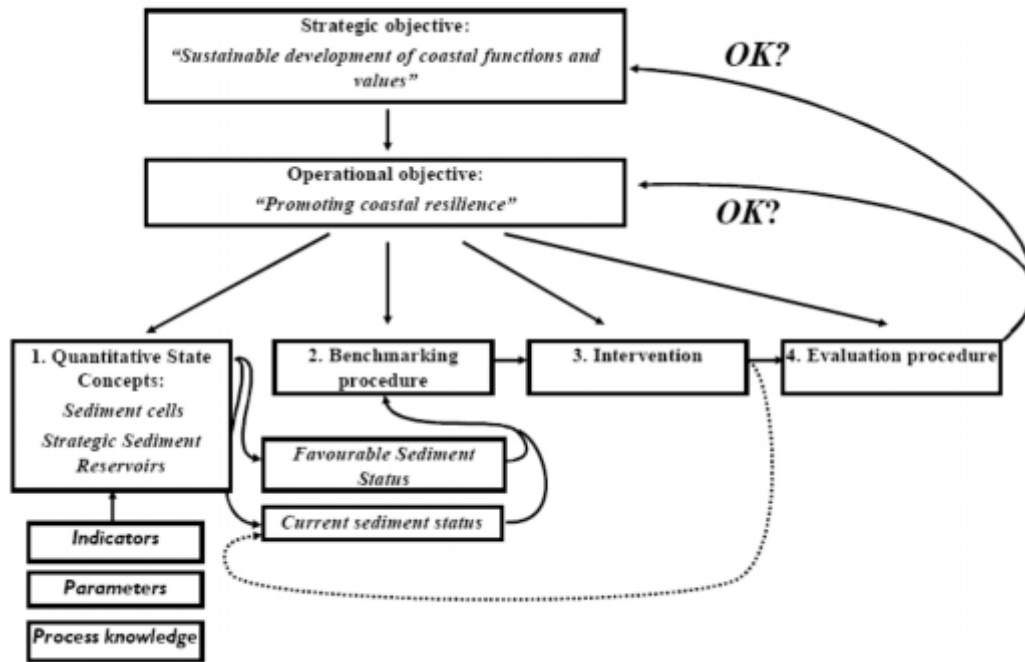 Strategic objective:
“Sustainable development of coastal functions and
values”
OK?
Operational objective:
“Promoting coastal resilience”
OK?
1. Quantitative State
Concepts:
Sediment cells
Strategic Sediment
Reservoirs
2. Benchmarking
procedure
3. Intervention
4. Evaluation procedure
Favourable Sediment
Status
Current sediment status
Indicators
Parameters
Process knowledge